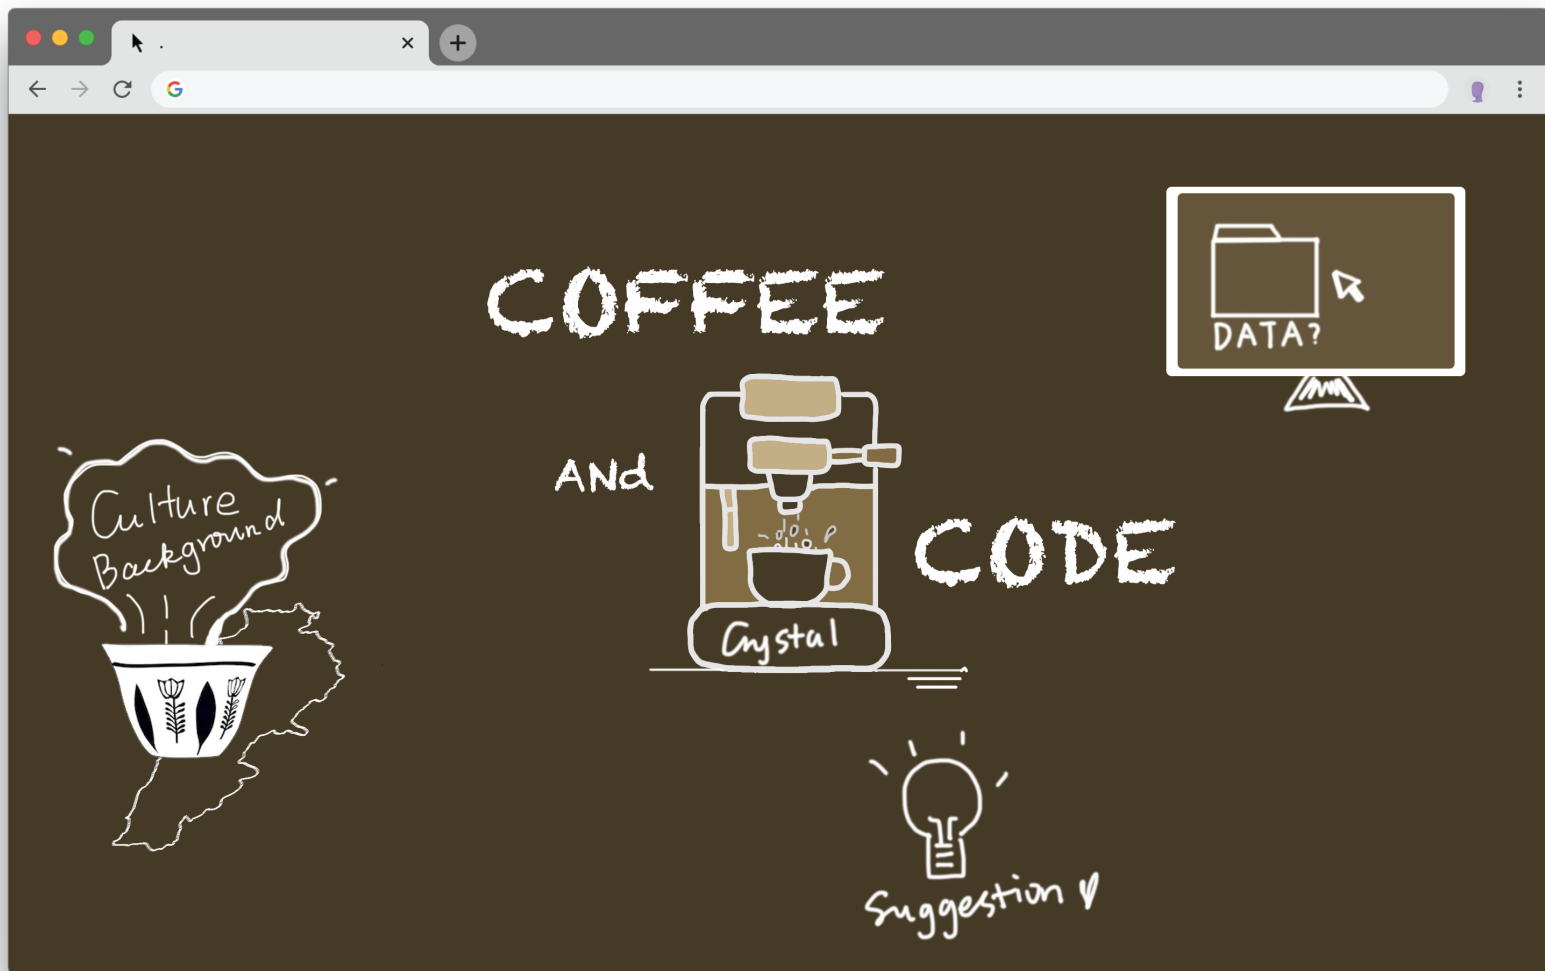 .
COFFEE
ANd
CODE
DATA?
Culture
Background
Crystal
Suggestion